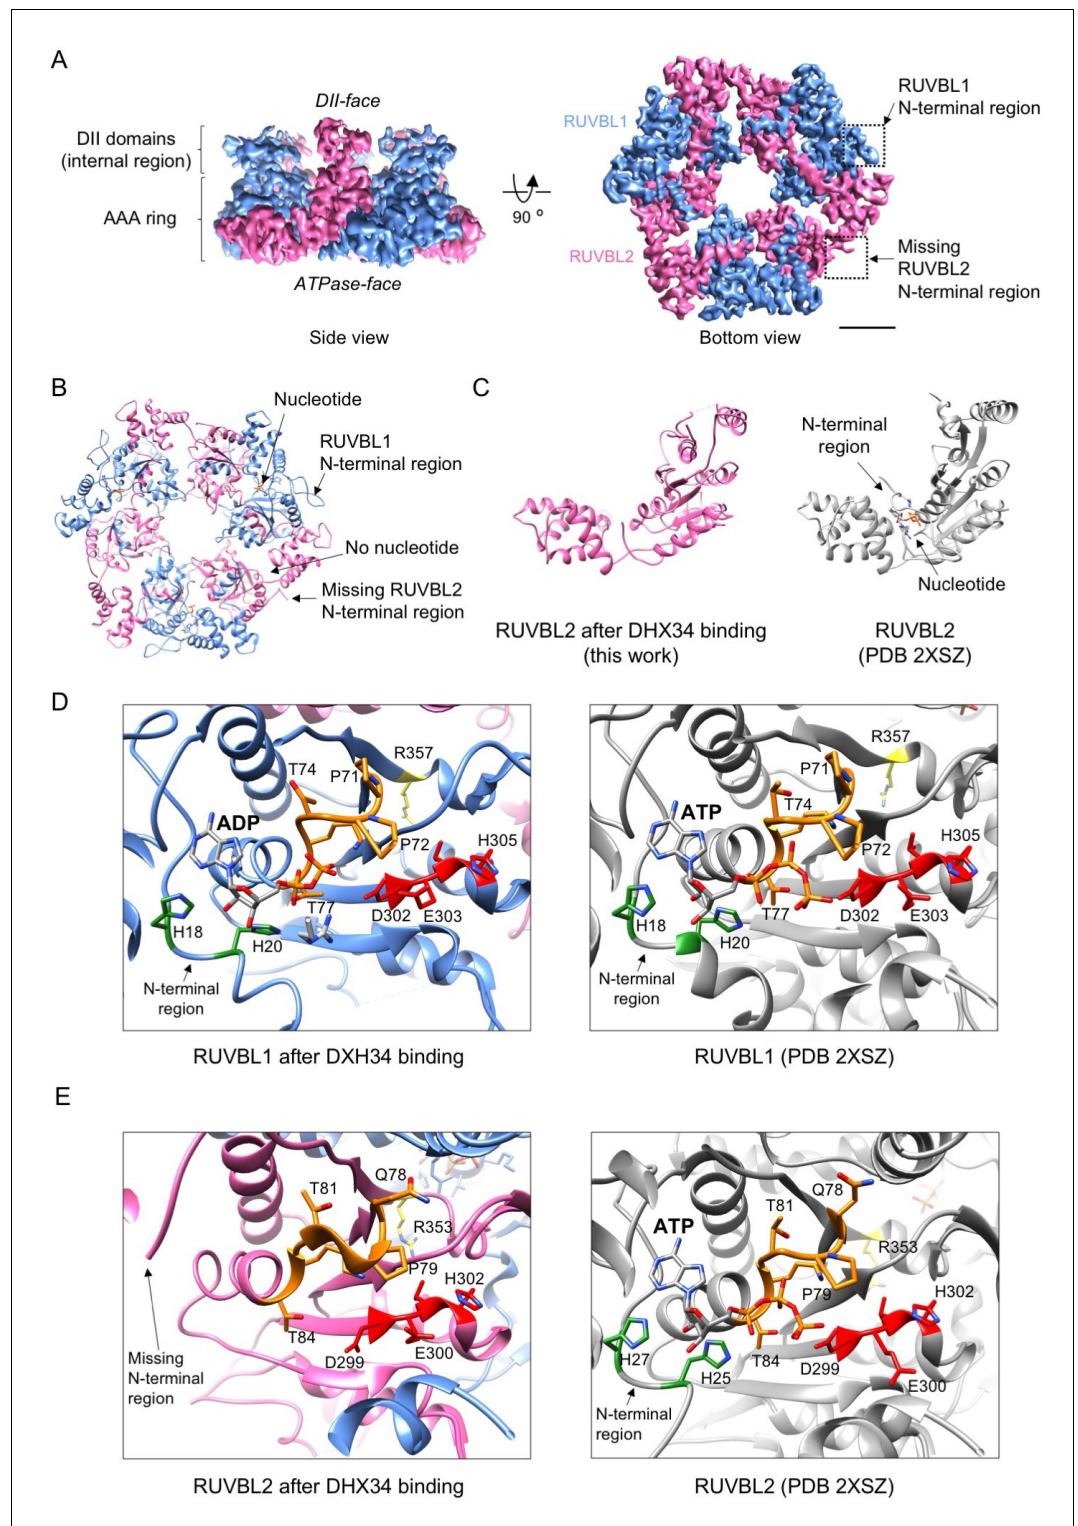 A
DII-face
DII domains
(internal region)
AAA ring
ATPase-face
Side view
90 º
RUVBL1
RUVBL2
RUVBL1
N-terminal region
Missing
RUVBL2
N-terminal region
Bottom view
B
Nucleotide
RUVBL1
N-terminal region
No nucleotide
Missing RUVBL2
N-terminal region
C
N-terminal
region
Nucleotide
RUVBL2 after DHX34 binding
(this work)
RUVBL2
(PDB 2XSZ)
D
R357
P71
T74
ADP
P72
H305
T77
D302
E303
H18
H20
N-terminal
region
RUVBL1 after DXH34 binding
R357
P71
T74
ATP
P72
H305
T77
D302
E303
H18
H20
N-terminal
region
RUVBL1 (PDB 2XSZ)
E
Q78
T81
R353
P79
H302
T84
E300
D299
Missing
N-terminal
region
RUVBL2 after DHX34 binding
Q78
T81
ATP
R353
P79
H302
H27
T84
D299
H25
E300
N-terminal
region
RUVBL2 (PDB 2XSZ)